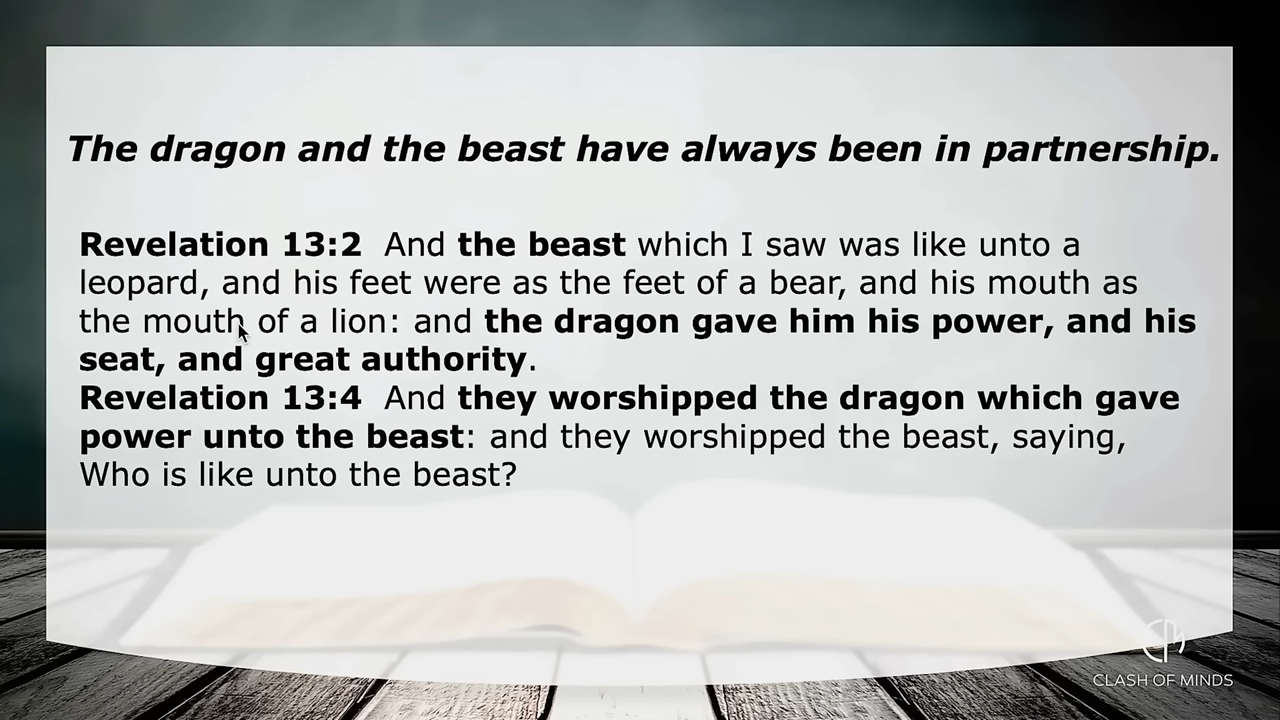 The dragon and the beast have always been in partnership.
Revelation 13:2  And the beast which I saw was like unto a
leopard, and his feet were as the feet of a bear, and his mouth as
the mouth of a lion: and the dragon gave him his power, and his
seat, and great authority.
Revelation 13:4  And they worshipped the dragon which gave
power unto the beast: and they worshipped the beast, saying,
Who is like unto the beast?
CLASH OF MINDS